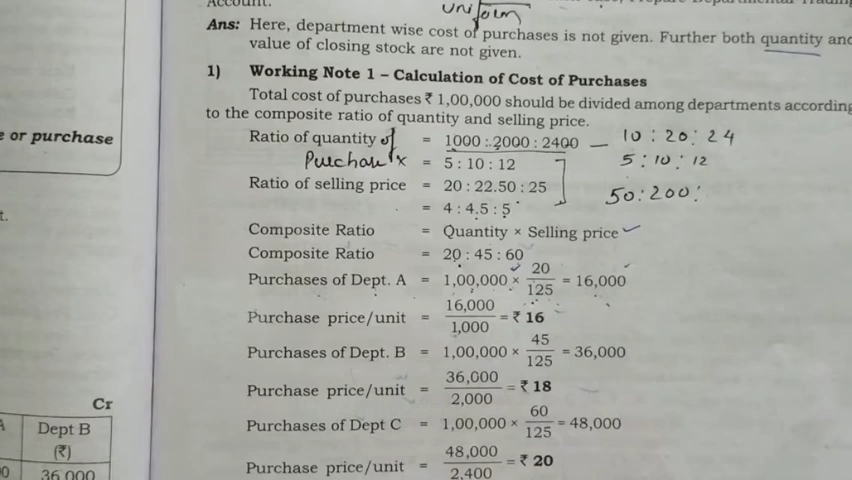 Account.
uniform
Ans: Here, department wise cost of purchases is not given. Further both quantity and
value of closing stock are not given.
1) Working Note 1 – Calculation of Cost of Purchases
Total cost of purchases ₹ 1,00,000 should be divided among departments according
to the composite ratio of quantity and selling price.
Ratio of quantity of = 1000 : 2000 : 2400 — 10 : 20 : 24
Purchase × = 5 : 10 : 12 5 : 10 : 12
Ratio of selling price = 20 : 22.50 : 25 50 : 200 :
= 4 : 4.5 : 5
Composite Ratio = Quantity × Selling price
Composite Ratio = 20 : 45 : 60
Purchases of Dept. A = 1,00,000 × 20/125 = 16,000
Purchase price/unit = 16,000/1,000 = ₹ 16
Purchases of Dept. B = 1,00,000 × 45/125 = 36,000
Purchase price/unit = 36,000/2,000 = ₹ 18
Purchases of Dept C = 1,00,000 × 60/125 = 48,000
Purchase price/unit = 48,000/2,400 = ₹ 20
or purchase
t.
Cr
A Dept B
(₹)
00 36,000